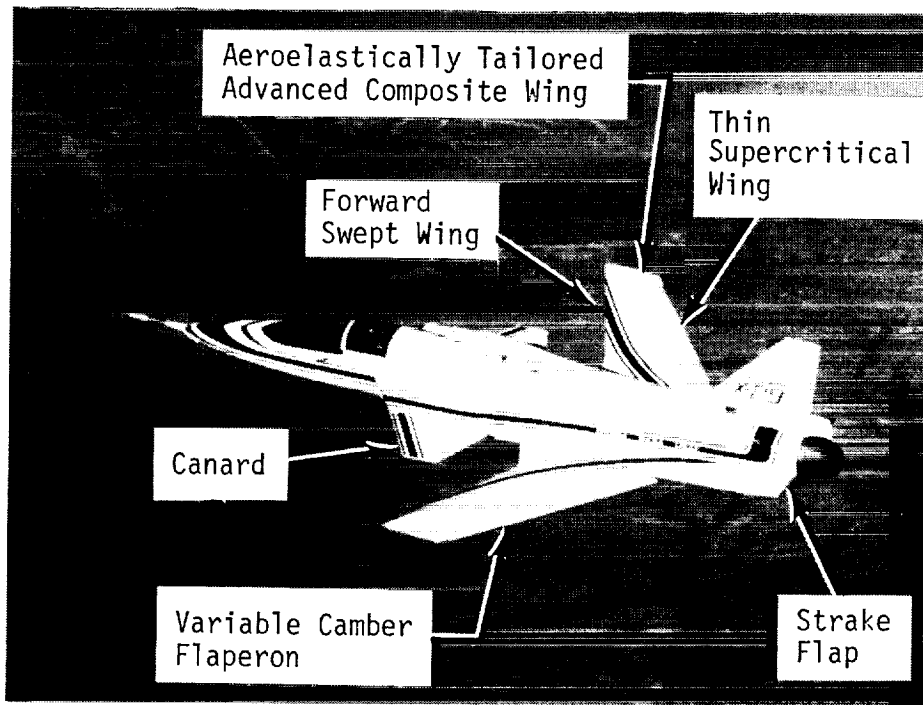 Aeroelastically Tailored
Advanced Composite Wing
Thin
Supercritical
Wing
Forward
Swept Wing
Canard
Variable Camber
Flaperon
Strake
Flap